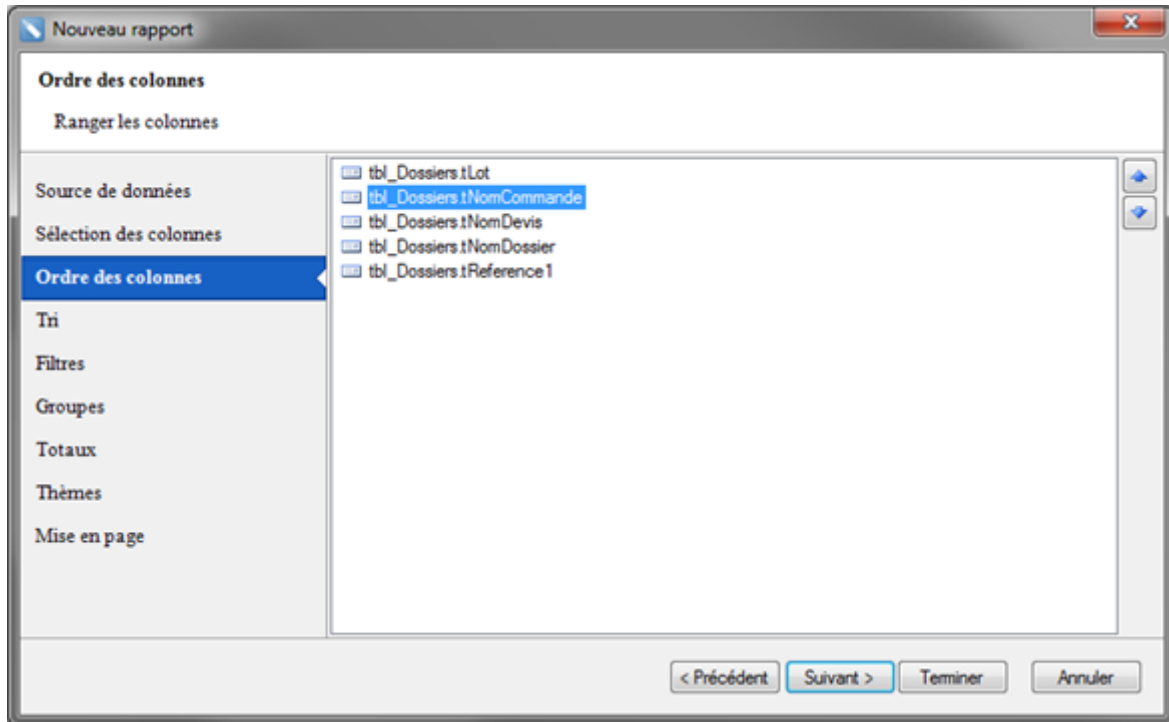 Nouveau rapport
Ordre des colonnes
Ranger les colonnes
Source de données
Sélection des colonnes
Ordre des colonnes
Tri
Filtres
Groupes
Totaux
Thèmes
Mise en page
tbl_Dossiers.tLot
tbl_Dossiers.tNomCommande
tbl_Dossiers.tNomDevis
tbl_Dossiers.tNomDossier
tbl_Dossiers.tReference1
< Précédent
Suivant >
Terminer
Annuler